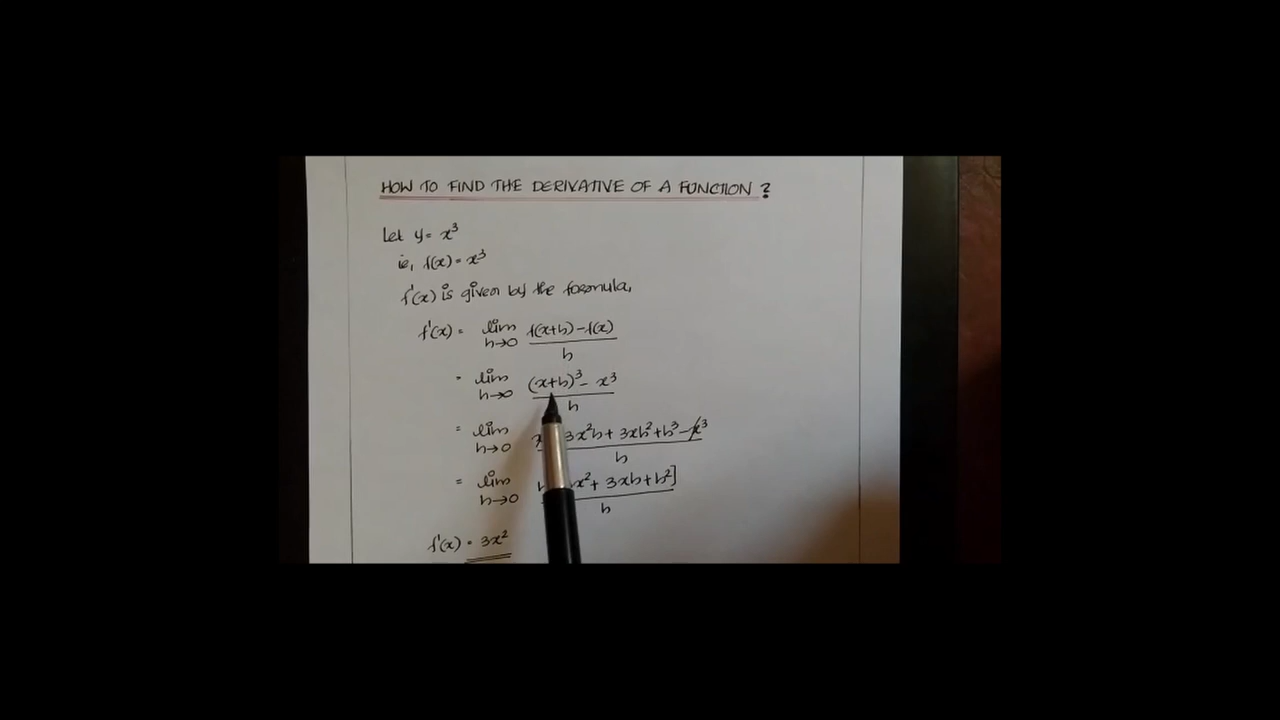 HOW TO FIND THE DERIVATIVE OF A FUNCTION ?
Let y = x³
ie, f(x) = x³
f'(x) is given by the formula,
f'(x) = lim h→0 f(x+h) - f(x) / h
= lim h→0 (x+h)³ - x³ / h
= lim h→0 3x²h + 3xh² + h³ - x³ / h
= lim h→0 x² + 3xh + h²] / h
f'(x) = 3x²